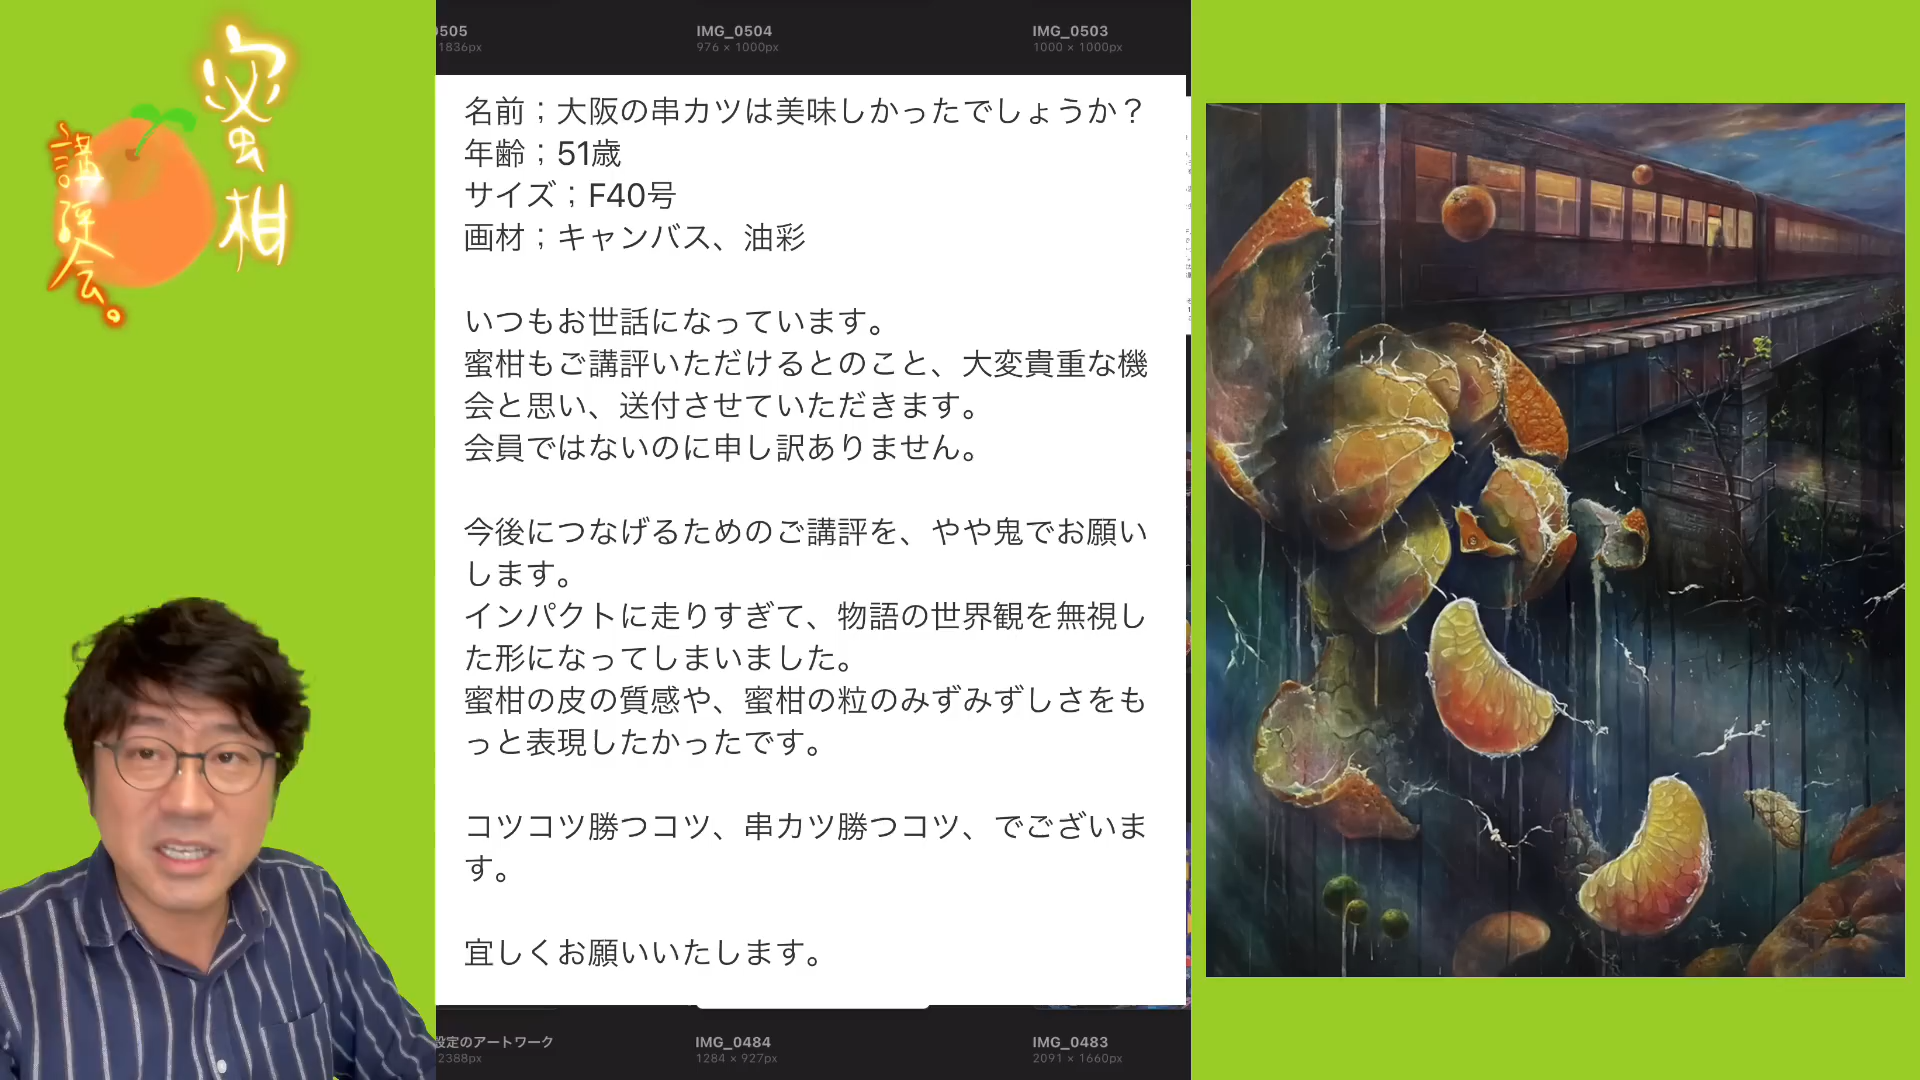 蜜柑
講評会。
0505
1836px
IMG_0504
976 × 1000px
IMG_0503
1000 × 1000px
名前；大阪の串カツは美味しかったでしょうか？
年齢；51歳
サイズ；F40号
画材；キャンバス、油彩
いつもお世話になっています。
蜜柑もご講評いただけるとのこと、大変貴重な機
会と思い、送付させていただきます。
会員ではないのに申し訳ありません。
今後につなげるためのご講評を、やや鬼でお願い
します。
インパクトに走りすぎて、物語の世界観を無視し
た形になってしまいました。
蜜柑の皮の質感や、蜜柑の粒のみずみずしさをも
っと表現したかったです。
コツコツ勝つコツ、串カツ勝つコツ、でございま
す。
宜しくお願いいたします。
設定のアートワーク
2388px
IMG_0484
1284 × 927px
IMG_0483
2091 × 1660px